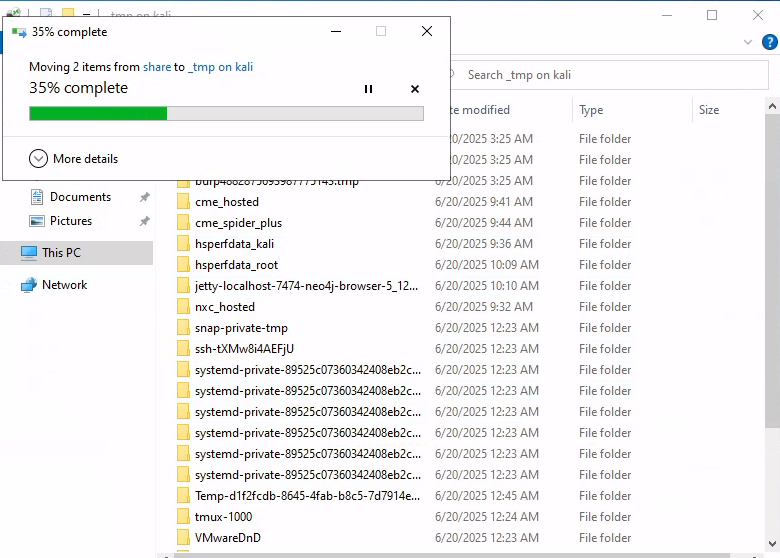 _tmp on kali
35% complete
Moving 2 items from share to _tmp on kali
35% complete
More details
Search _tmp on kali
Type
Size
6/20/2025 3:25 AM File folder
6/20/2025 3:25 AM File folder
6/20/2025 3:25 AM File folder
Documents
Pictures
This PC
Network
cme_hosted 6/20/2025 9:41 AM File folder
cme_spider_plus 6/20/2025 9:44 AM File folder
hsperfdata_kali 6/20/2025 9:36 AM File folder
hsperfdata_root 6/20/2025 10:09 AM File folder
jetty-localhost-7474-neo4j-browser-5_12... 6/20/2025 10:10 AM File folder
nxc_hosted 6/20/2025 9:32 AM File folder
snap-private-tmp 6/20/2025 12:23 AM File folder
ssh-tXMw8i4AEFjU 6/20/2025 12:23 AM File folder
systemd-private-89525c07360342408eb2c... 6/20/2025 12:23 AM File folder
systemd-private-89525c07360342408eb2c... 6/20/2025 12:23 AM File folder
systemd-private-89525c07360342408eb2c... 6/20/2025 12:23 AM File folder
systemd-private-89525c07360342408eb2c... 6/20/2025 12:23 AM File folder
systemd-private-89525c07360342408eb2c... 6/20/2025 12:23 AM File folder
systemd-private-89525c07360342408eb2c... 6/20/2025 12:23 AM File folder
Temp-d1f2fcdb-8645-4fab-b8c5-7d7914e... 6/20/2025 12:45 AM File folder
tmux-1000 6/20/2025 12:24 AM File folder
VMwareDnD 6/20/2025 12:23 AM File folder